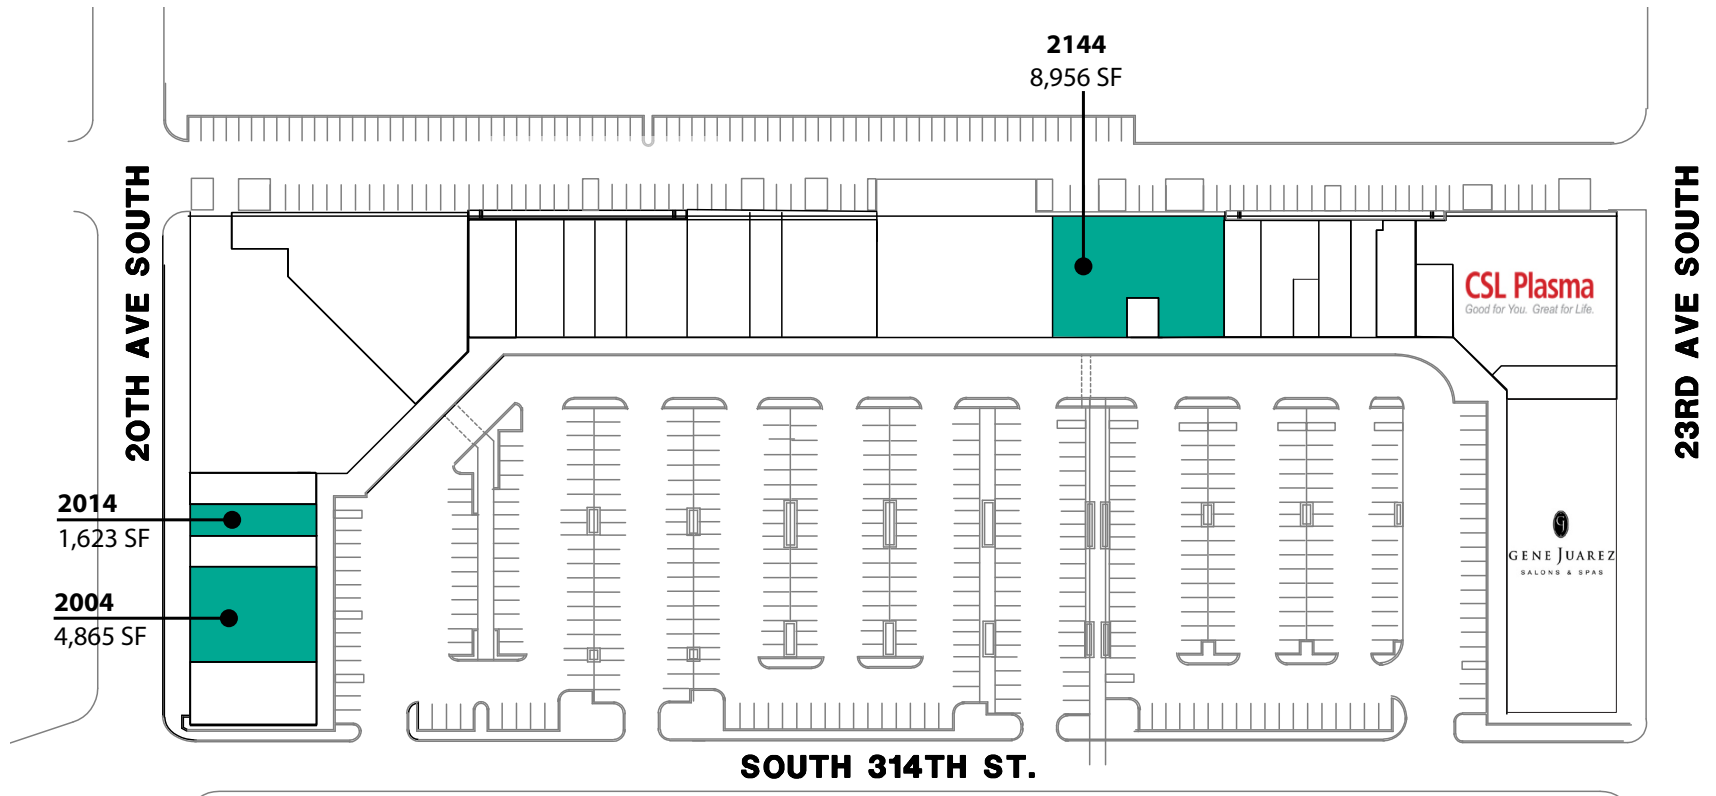 2144
8,956 SF
20TH AVE SOUTH
23RD AVE SOUTH
CSL Plasma
Good for You. Great for Life.
2014
1,623 SF
GJ
GENE JUAREZ
SALONS & SPAS
2004
4,865 SF
SOUTH 314TH ST.